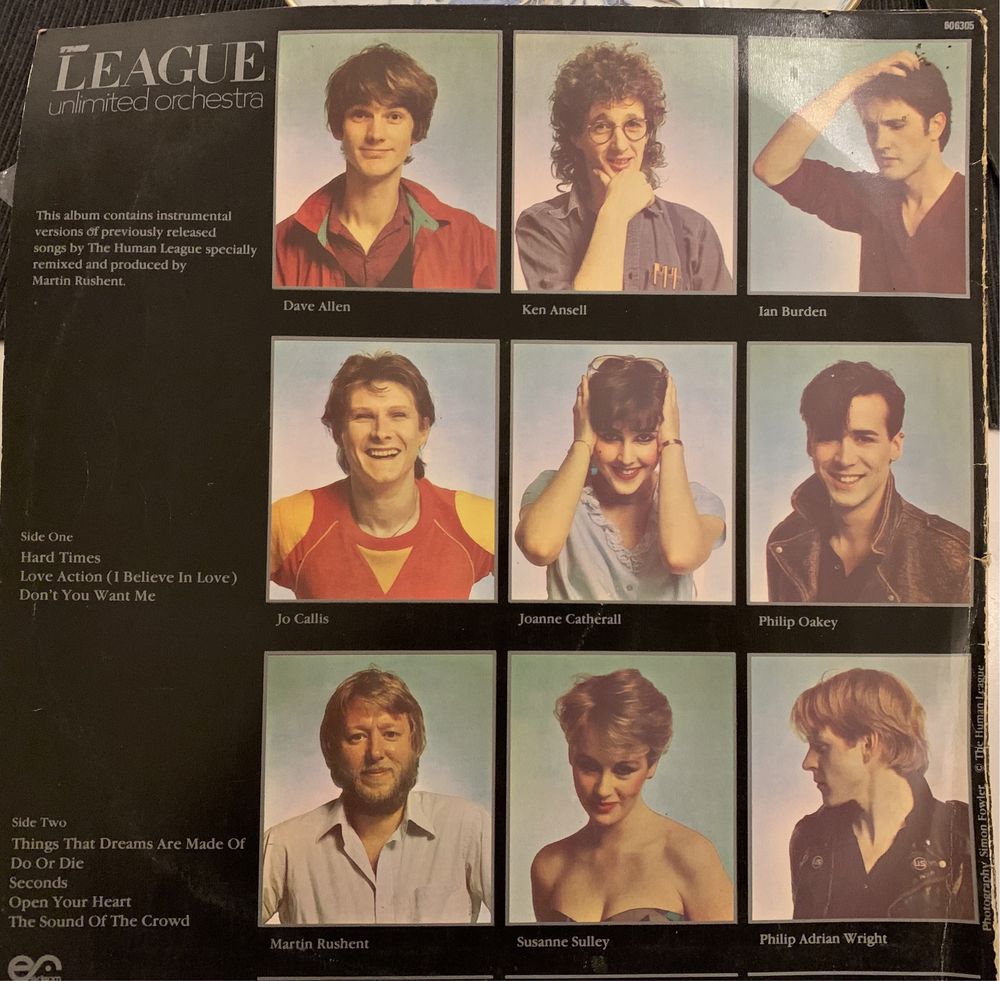 THE
LEAGUE
unlimited orchestra
606305
This album contains instrumental
versions of previously released
songs by The Human League specially
remixed and produced by
Martin Rushent.
Dave Allen
Ken Ansell
Ian Burden
Side One
Hard Times
Love Action (I Believe In Love)
Don't You Want Me
Jo Callis
Joanne Catherall
Philip Oakey
Side Two
Things That Dreams Are Made Of
Do Or Die
Seconds
Open Your Heart
The Sound Of The Crowd
Martin Rushent
Susanne Sulley
Philip Adrian Wright
Photography Simon Fowler © The Human League
US